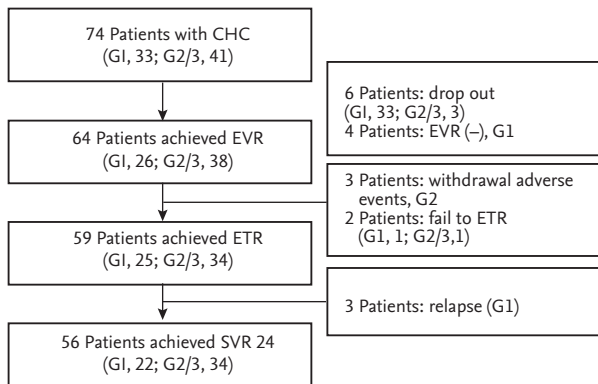 74 Patients with CHC
(GI, 33; G2/3, 41)
6 Patients: drop out
(GI, 33; G2/3, 3)
4 Patients: EVR (–), G1
64 Patients achieved EVR
(GI, 26; G2/3, 38)
3 Patients: withdrawal adverse
events, G2
2 Patients: fail to ETR
(G1, 1; G2/3,1)
59 Patients achieved ETR
(GI, 25; G2/3, 34)
3 Patients: relapse (G1)
56 Patients achieved SVR 24
(GI, 22; G2/3, 34)